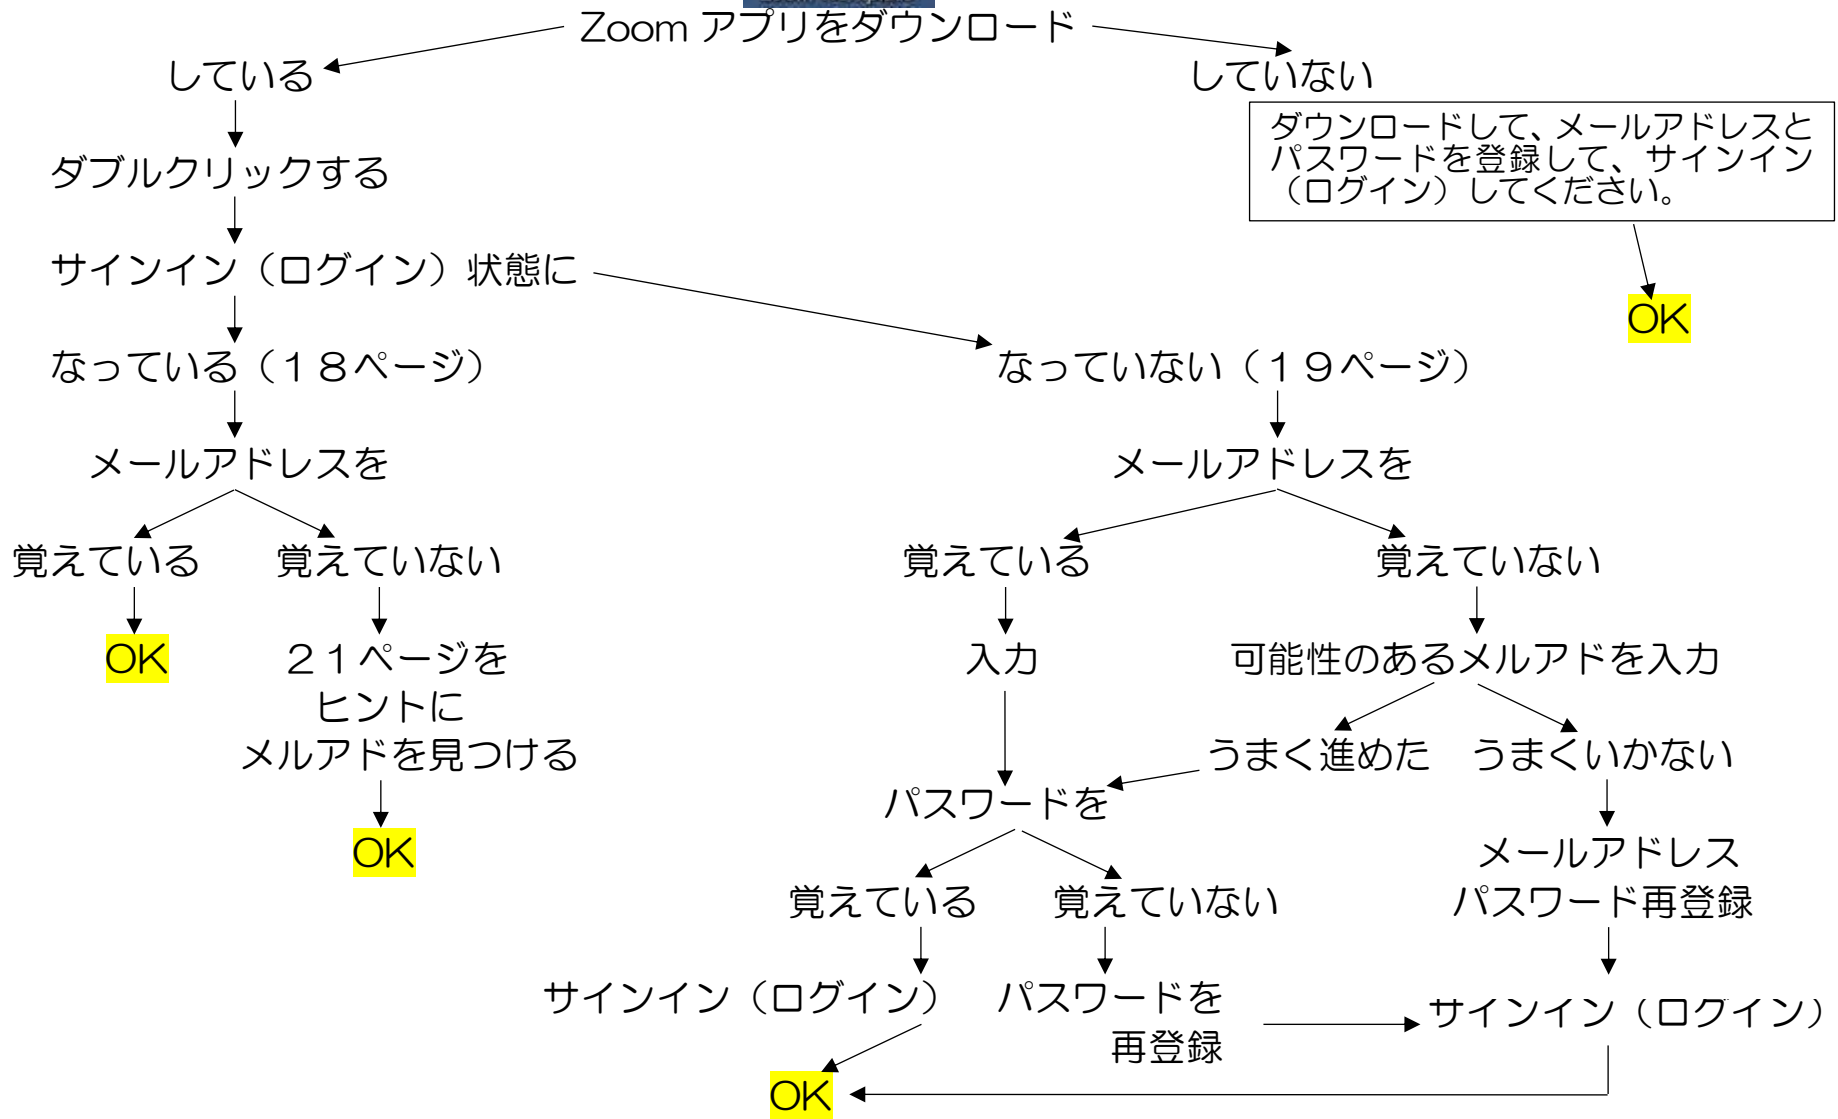 Zoom アプリをダウンロード
している
していない
ダウンロードして、メールアドレスと
パスワードを登録して、サインイン
（ログイン）してください。
ダブルクリックする
サインイン（ログイン）状態に
OK
なっている（１８ページ）
なっていない（１９ページ）
メールアドレスを
メールアドレスを
覚えている
覚えていない
覚えている
覚えていない
OK
２１ページを
ヒントに
メルアドを見つける
OK
入力
可能性のあるメルアドを入力
うまく進めた
うまくいかない
パスワードを
メールアドレス
パスワード再登録
覚えている
覚えていない
サインイン（ログイン）
パスワードを
再登録
サインイン（ログイン）
OK